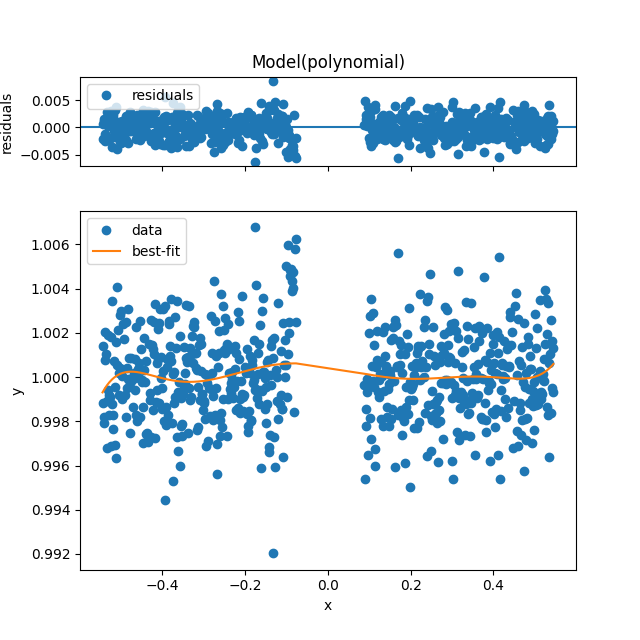 Model(polynomial)
residuals
0.005
0.000
−0.005
residuals
data
best-fit
1.006
1.004
1.002
1.000
0.998
0.996
0.994
0.992
y
−0.4
−0.2
0.0
0.2
0.4
x